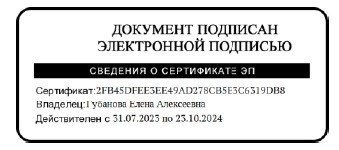 ДОКУМЕНТ ПОДПИСАН
ЭЛЕКТРОННОЙ ПОДПИСЬЮ
СВЕДЕНИЯ О СЕРТИФИКАТЕ ЭП
Сертификат:2FB45DFEE3EE49AD278CB5E3C6319DB8
Владелец:Губанова Елена Алексеевна
Действителен с 31.07.2023 по 23.10.2024